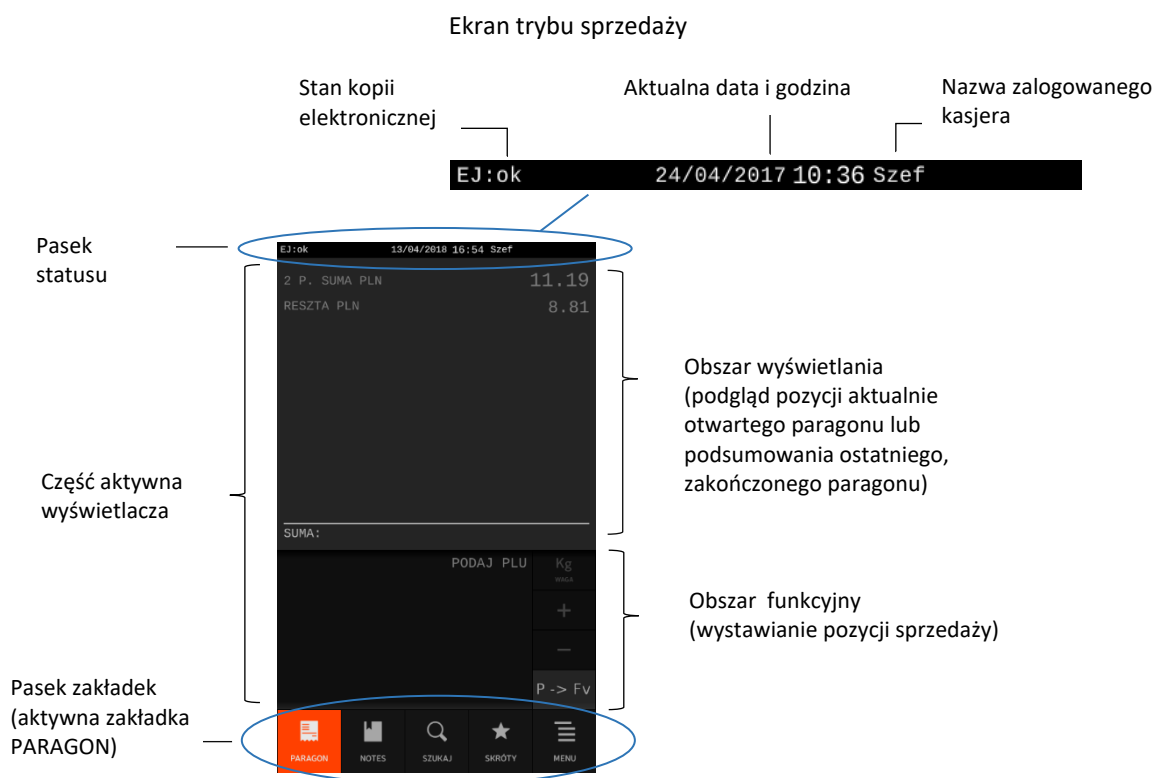 Ekran trybu sprzedaży
Stan kopii
elektronicznej
Aktualna data i godzina
Nazwa zalogowanego
kasjera
EJ:ok 24/04/2017 10:36 Szef
Pasek
statusu
EJ:ok 13/04/2018 16:54 Szef
2 P. SUMA PLN 11.19
RESZTA PLN 8.81
Obszar wyświetlania
(podgląd pozycji aktualnie
otwartego paragonu lub
podsumowania ostatniego,
zakończonego paragonu)
Część aktywna
wyświetlacza
SUMA:
PODAJ PLU
Kg
WAGA
+
−
P -> Fv
Obszar funkcyjny
(wystawianie pozycji sprzedaży)
Pasek zakładek
(aktywna zakładka
PARAGON)
PARAGON NOTES SZUKAJ SKRÓTY MENU